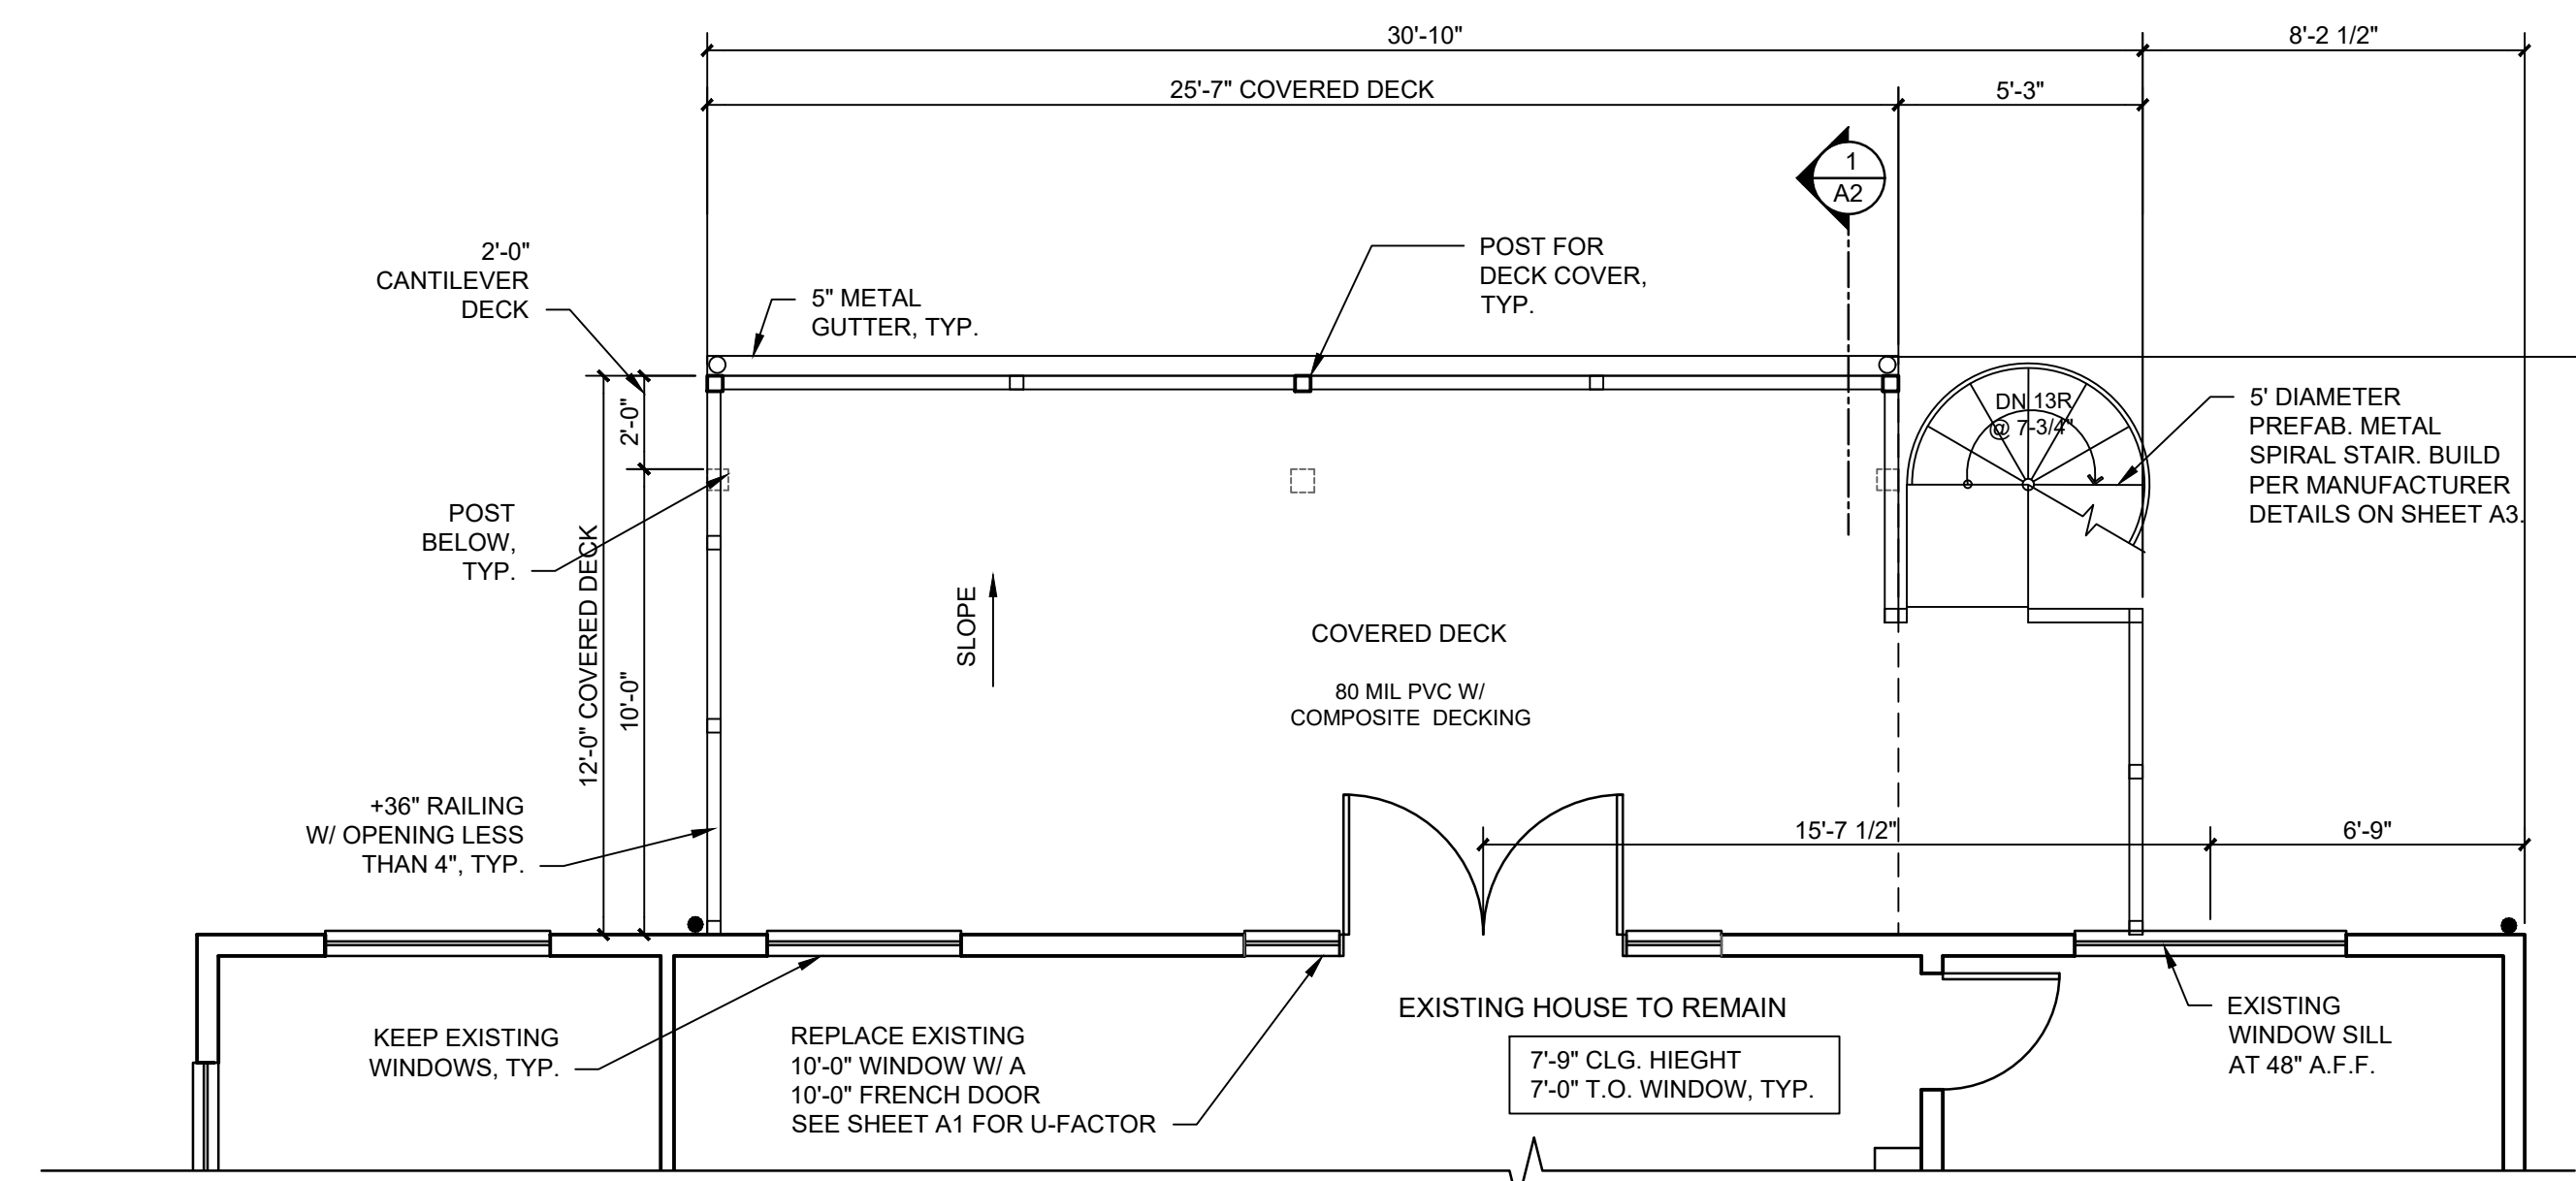 30'-10"
8'-2 1/2"
25'-7" COVERED DECK
5'-3"
1
A2
2'-0"
CANTILEVER
DECK
5" METAL
GUTTER, TYP.
POST FOR
DECK COVER,
TYP.
2'-0"
DN 13R
@ 7-3/4"
5' DIAMETER
PREFAB. METAL
SPIRAL STAIR. BUILD
PER MANUFACTURER
DETAILS ON SHEET A3.
POST
BELOW,
TYP.
12'-0" COVERED DECK
10'-0"
SLOPE
COVERED DECK
80 MIL PVC W/
COMPOSITE DECKING
+36" RAILING
W/ OPENING LESS
THAN 4", TYP.
15'-7 1/2"
6'-9"
KEEP EXISTING
WINDOWS, TYP.
REPLACE EXISTING
10'-0" WINDOW W/ A
10'-0" FRENCH DOOR
SEE SHEET A1 FOR U-FACTOR
EXISTING HOUSE TO REMAIN
7'-9" CLG. HIEGHT
7'-0" T.O. WINDOW, TYP.
EXISTING
WINDOW SILL
AT 48" A.F.F.